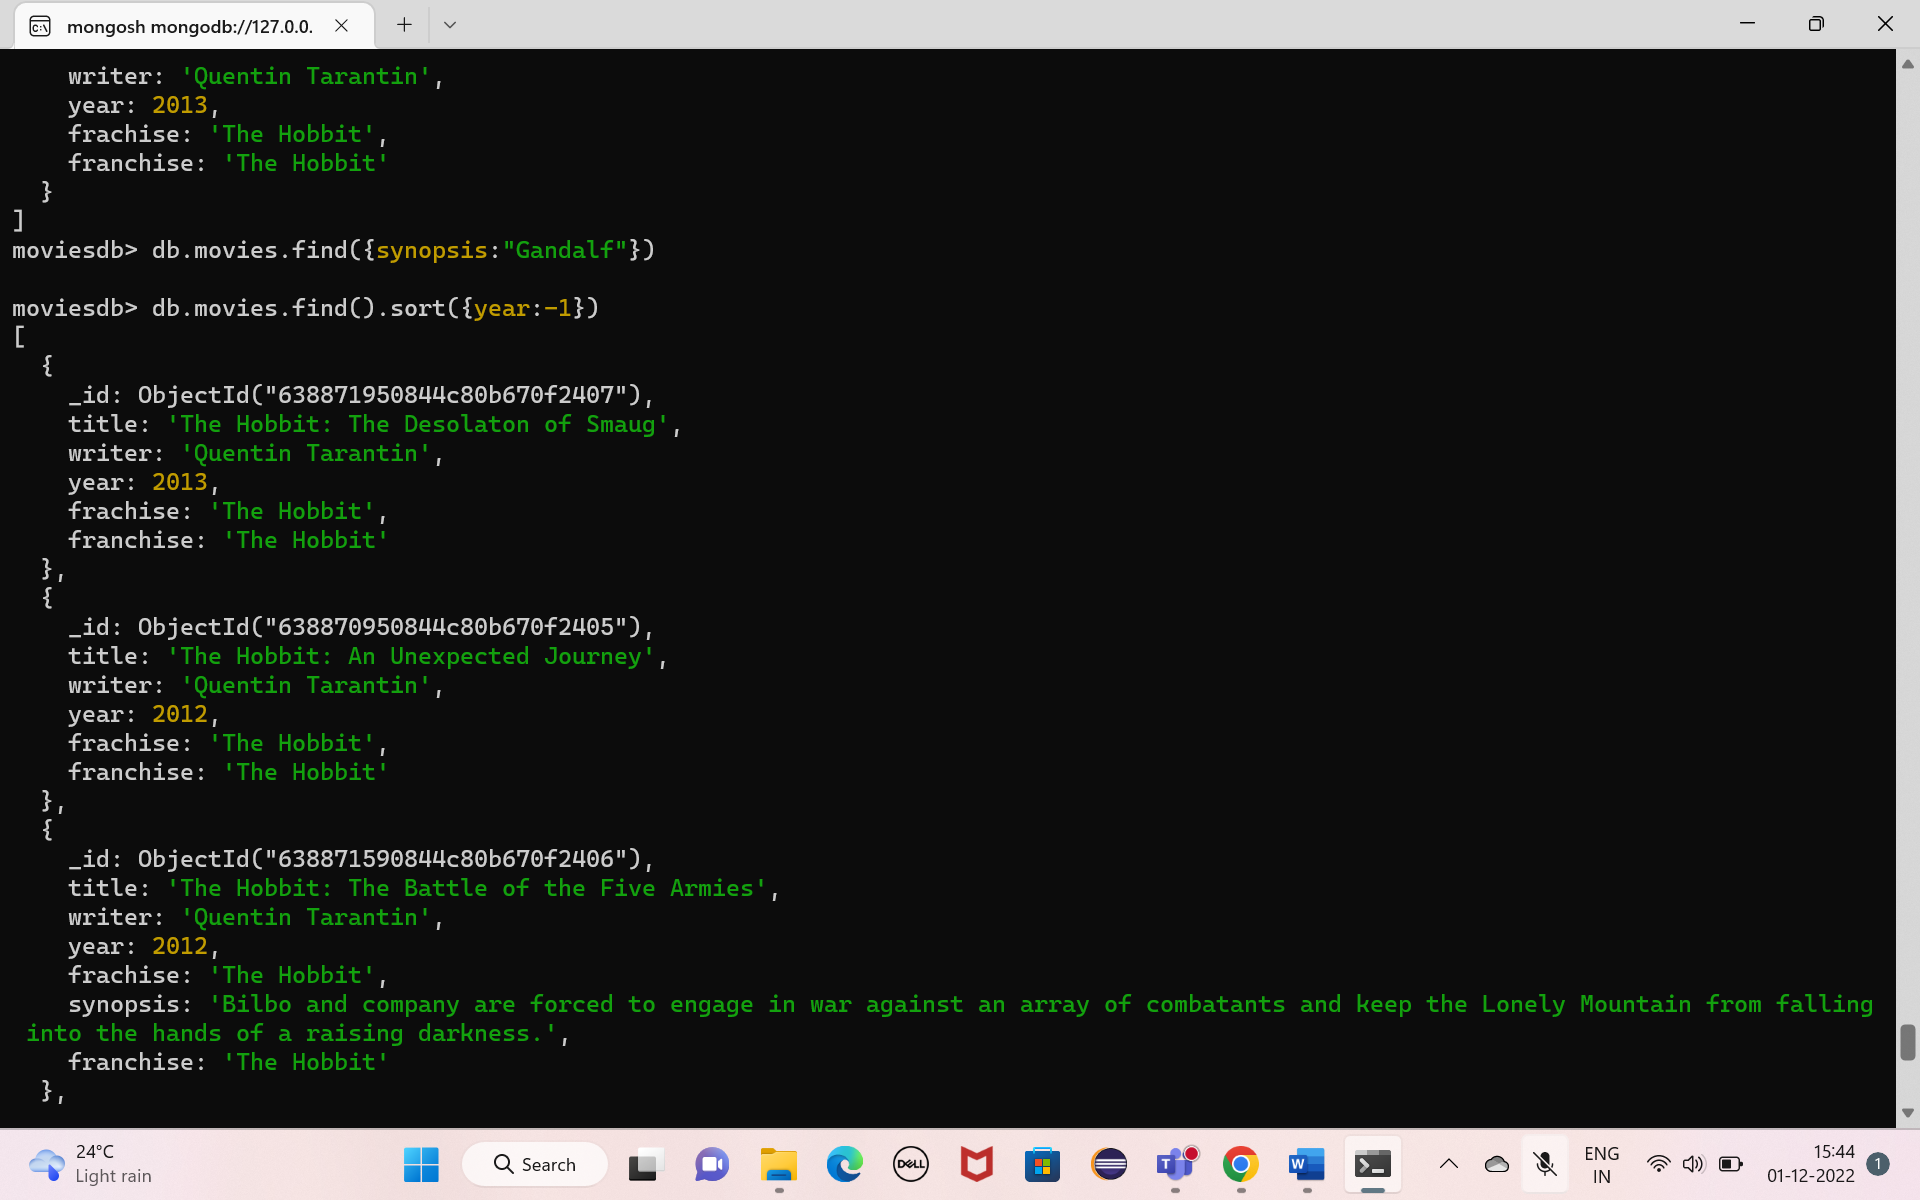 mongosh mongodb://127.0.0.
writer: 'Quentin Tarantin',
year: 2013,
frachise: 'The Hobbit',
franchise: 'The Hobbit'
}
]
moviesdb> db.movies.find({synopsis:"Gandalf"})
moviesdb> db.movies.find().sort({year:-1})
[
{
_id: ObjectId("638871950844c80b670f2407"),
title: 'The Hobbit: The Desolaton of Smaug',
writer: 'Quentin Tarantin',
year: 2013,
frachise: 'The Hobbit',
franchise: 'The Hobbit'
},
{
_id: ObjectId("638870950844c80b670f2405"),
title: 'The Hobbit: An Unexpected Journey',
writer: 'Quentin Tarantin',
year: 2012,
frachise: 'The Hobbit',
franchise: 'The Hobbit'
},
{
_id: ObjectId("638871590844c80b670f2406"),
title: 'The Hobbit: The Battle of the Five Armies',
writer: 'Quentin Tarantin',
year: 2012,
frachise: 'The Hobbit',
synopsis: 'Bilbo and company are forced to engage in war against an array of combatants and keep the Lonely Mountain from falling
into the hands of a raising darkness.',
franchise: 'The Hobbit'
},
24°C
Light rain
Search
DELL
T
W
ENG
IN
15:44
01-12-2022
1